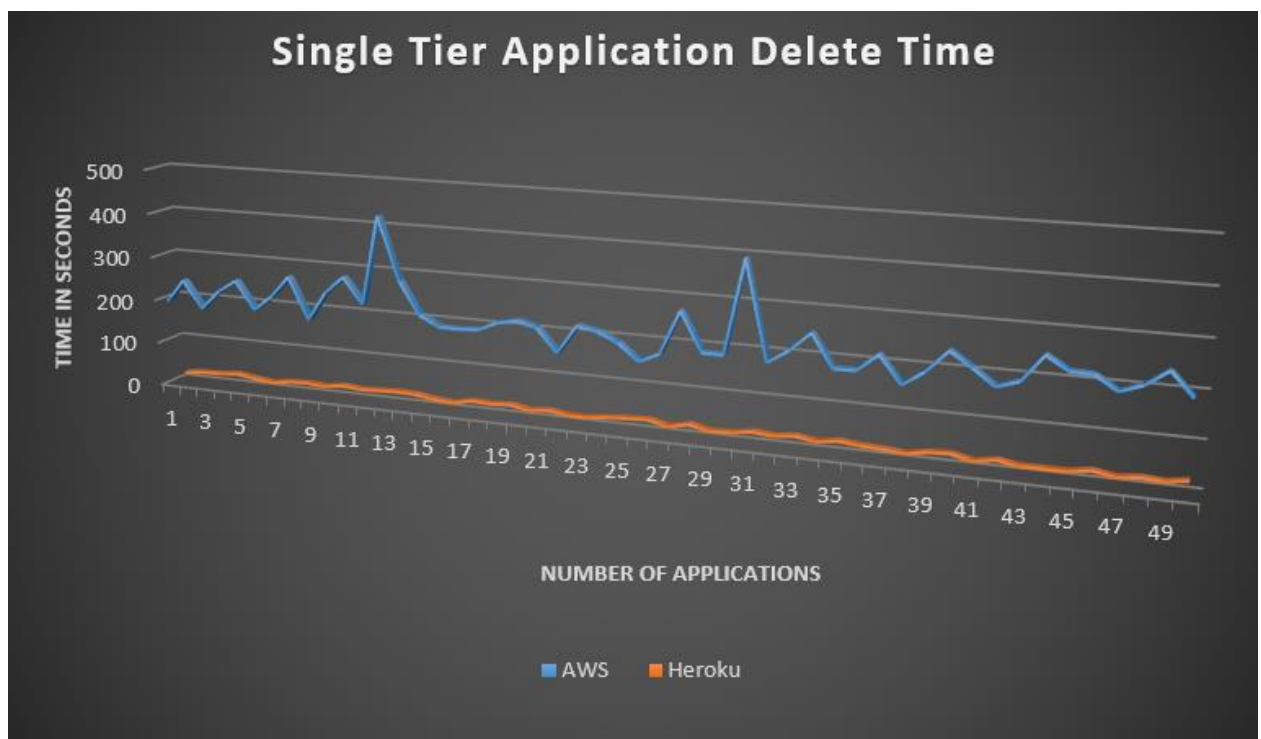 Single Tier Application Delete Time
500
400
300
200
100
0
TIME IN SECONDS
1 3 5 7 9 11 13 15 17 19 21 23 25 27 29 31 33 35 37 39 41 43 45 47 49
NUMBER OF APPLICATIONS
AWS Heroku